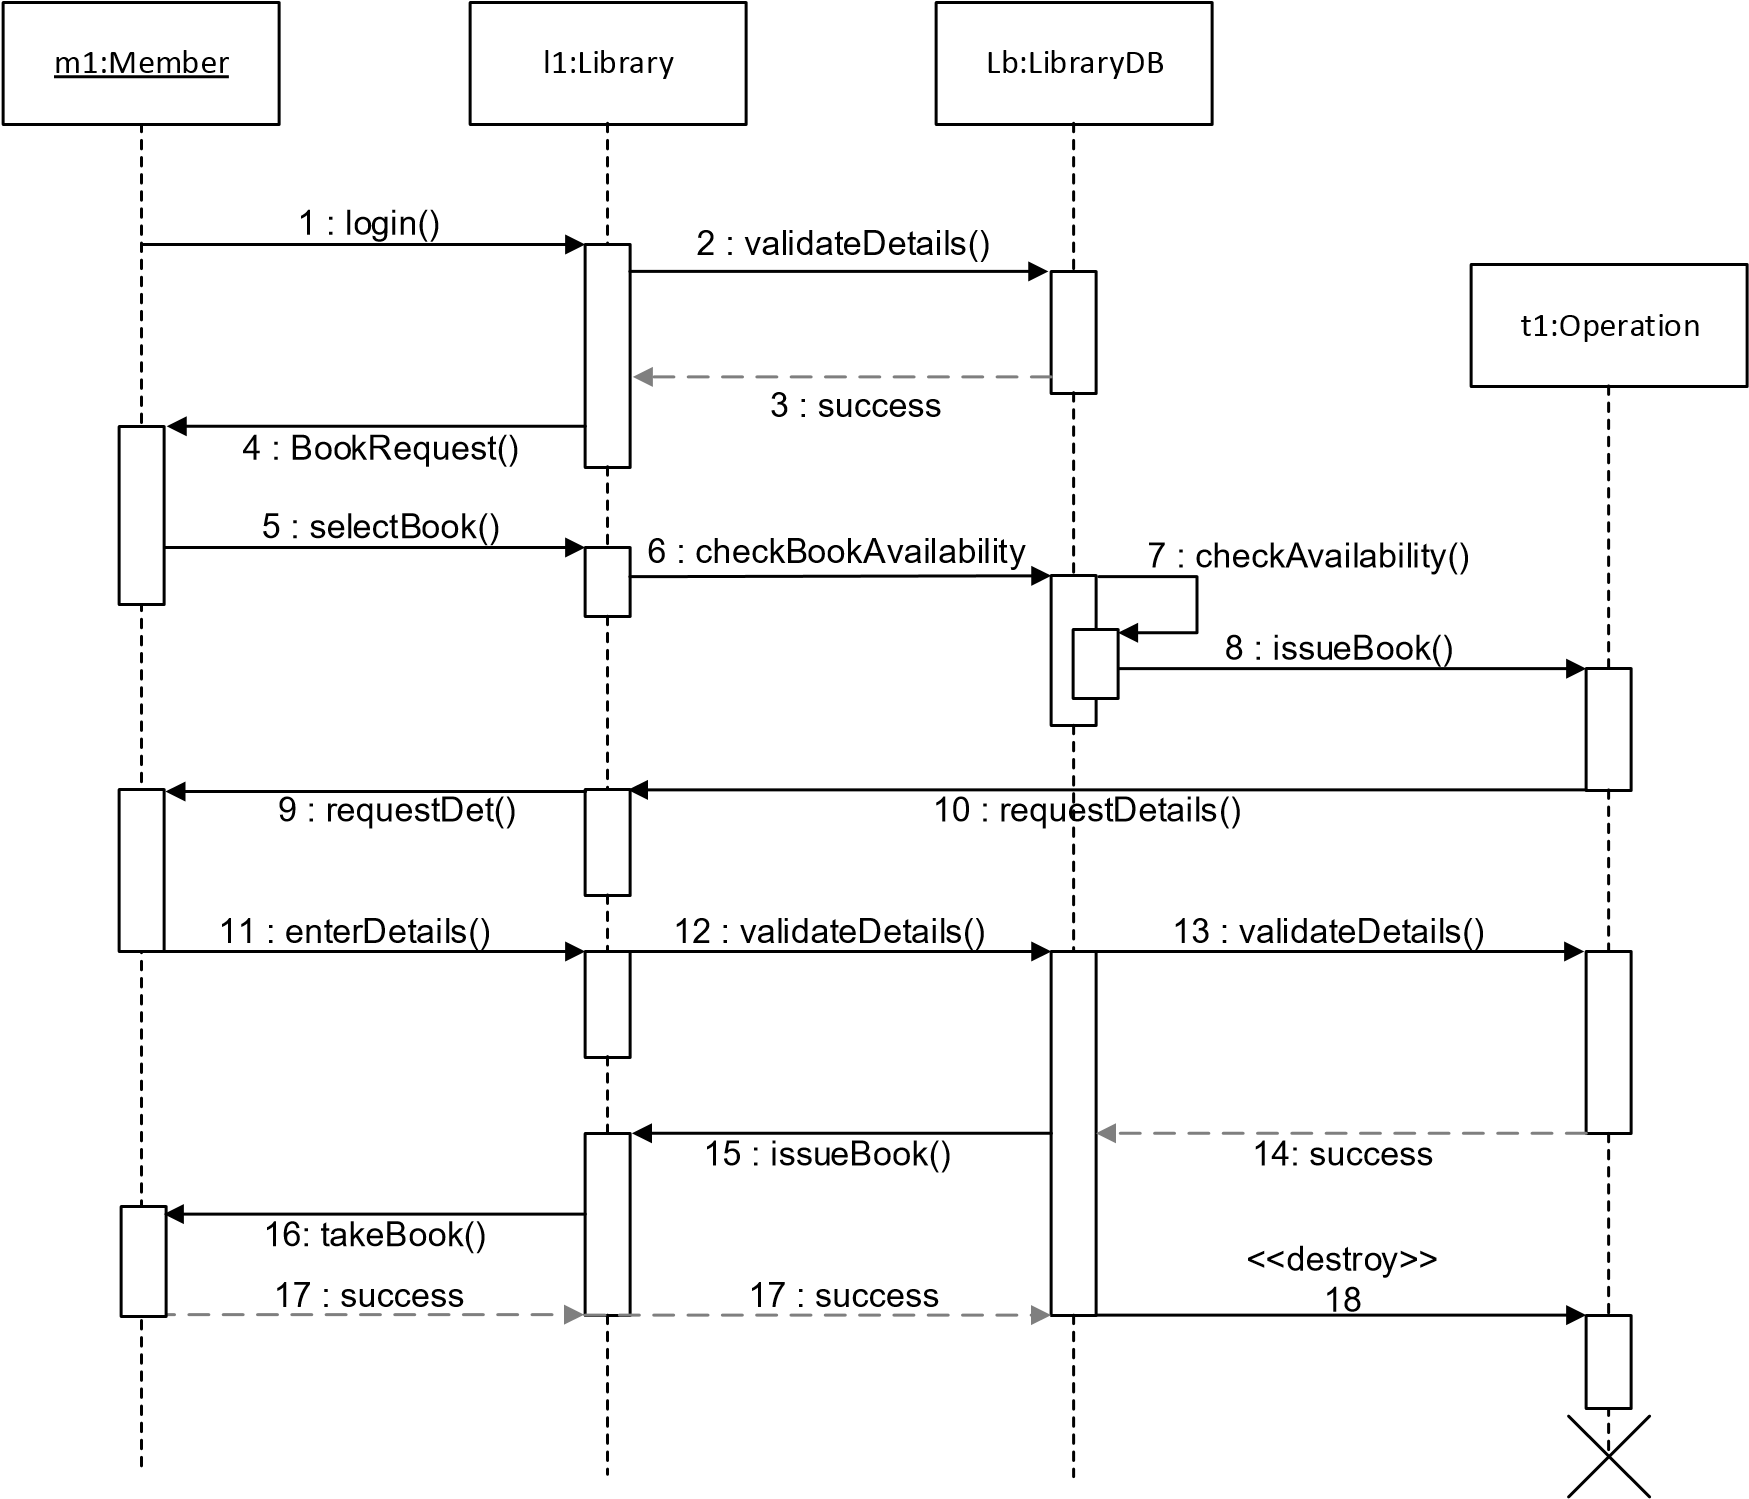 m1:Member
l1:Library
Lb:LibraryDB
1 : login()
2 : validateDetails()
t1:Operation
3 : success
4 : BookRequest()
5 : selectBook()
6 : checkBookAvailability
7 : checkAvailability()
8 : issueBook()
9 : requestDet()
10 : requestDetails()
11 : enterDetails()
12 : validateDetails()
13 : validateDetails()
15 : issueBook()
14: success
16: takeBook()
<<destroy>>
17 : success
17 : success
18